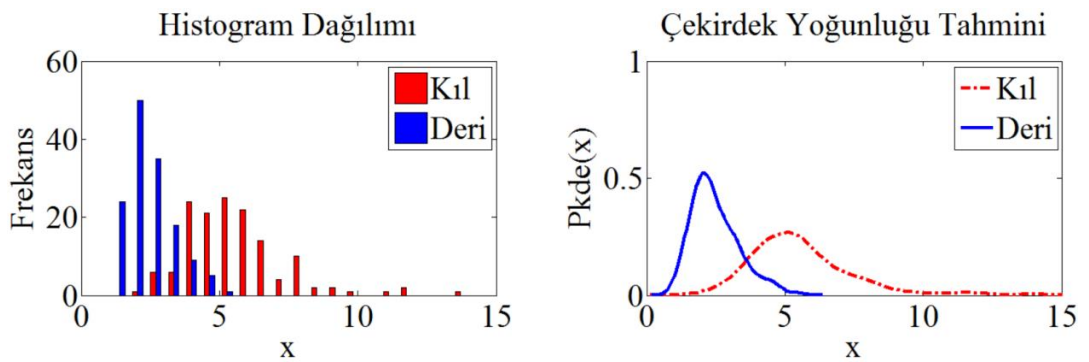 Histogram Dağılımı
60
40
20
0
Frekans
Kıl
Deri
0 5 10 15
x
Çekirdek Yoğunluğu Tahmini
1
0.5
0
Pkde(x)
Kıl
Deri
0 5 10 15
x